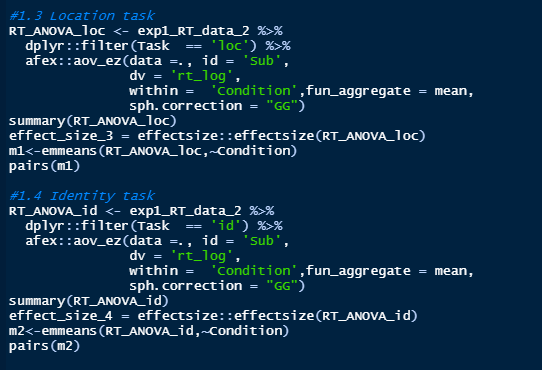 #1.3 Location task
RT_ANOVA_loc <- exp1_RT_data_2 %>%
  dplyr::filter(Task  == 'loc') %>%
  afex::aov_ez(data =., id = 'Sub',
               dv = 'rt_log',
               within =  'Condition',fun_aggregate = mean,
               sph.correction = "GG")
summary(RT_ANOVA_loc)
effect_size_3 = effectsize::effectsize(RT_ANOVA_loc)
m1<-emmeans(RT_ANOVA_loc,~Condition)
pairs(m1)

#1.4 Identity task
RT_ANOVA_id <- exp1_RT_data_2 %>%
  dplyr::filter(Task  == 'id') %>%
  afex::aov_ez(data =., id = 'Sub',
               dv = 'rt_log',
               within =  'Condition',fun_aggregate = mean,
               sph.correction = "GG")
summary(RT_ANOVA_id)
effect_size_4 = effectsize::effectsize(RT_ANOVA_id)
m2<-emmeans(RT_ANOVA_id,~Condition)
pairs(m2)